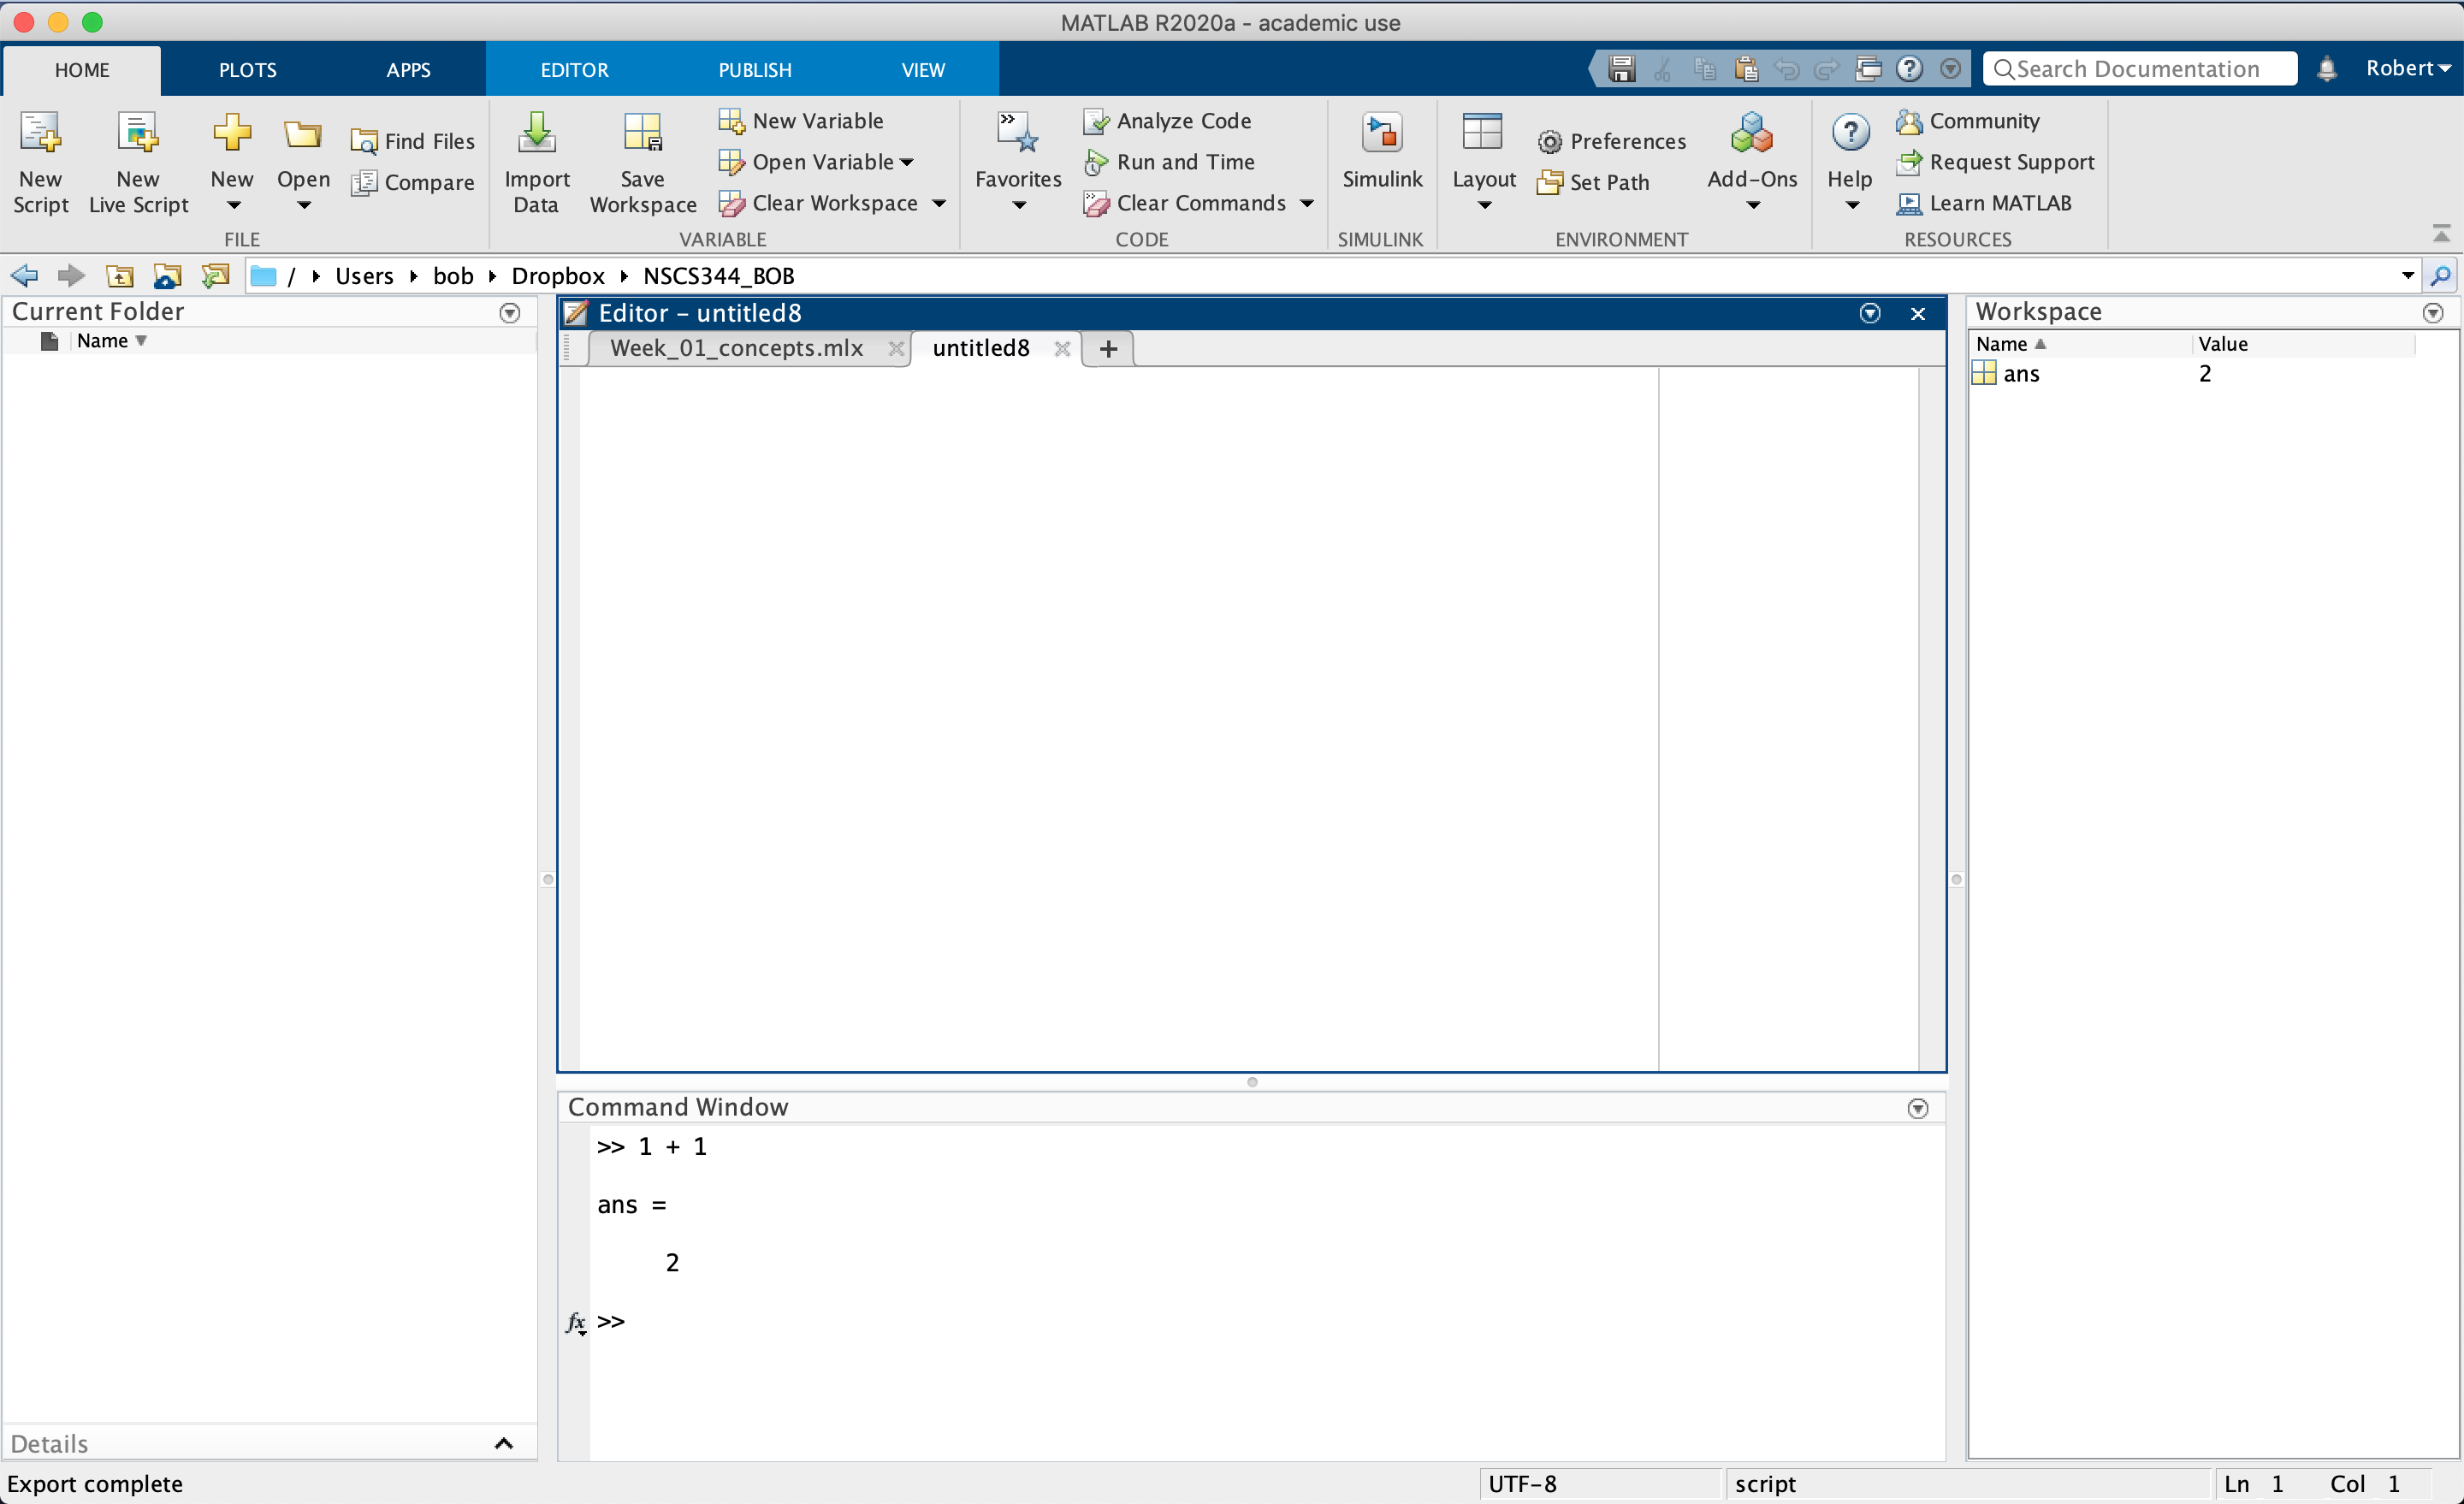 MATLAB R2020a - academic use
HOME PLOTS APPS EDITOR PUBLISH VIEW Search Documentation Robert
New Script
New Live Script
New
Open
Find Files
Compare
FILE
Import Data
Save Workspace
New Variable
Open Variable
Clear Workspace
VARIABLE
Favorites
Analyze Code
Run and Time
Clear Commands
CODE
Simulink
SIMULINK
Layout
Preferences
Set Path
Add-Ons
ENVIRONMENT
Help
Community
Request Support
Learn MATLAB
RESOURCES
/ Users bob Dropbox NSCS344_BOB
Current Folder
Name
Editor – untitled8
Week_01_concepts.mlx untitled8 +
Workspace
Name Value
ans 2
Command Window
>> 1 + 1
ans =
2
fx >>
Details
Export complete
UTF-8 script Ln 1 Col 1